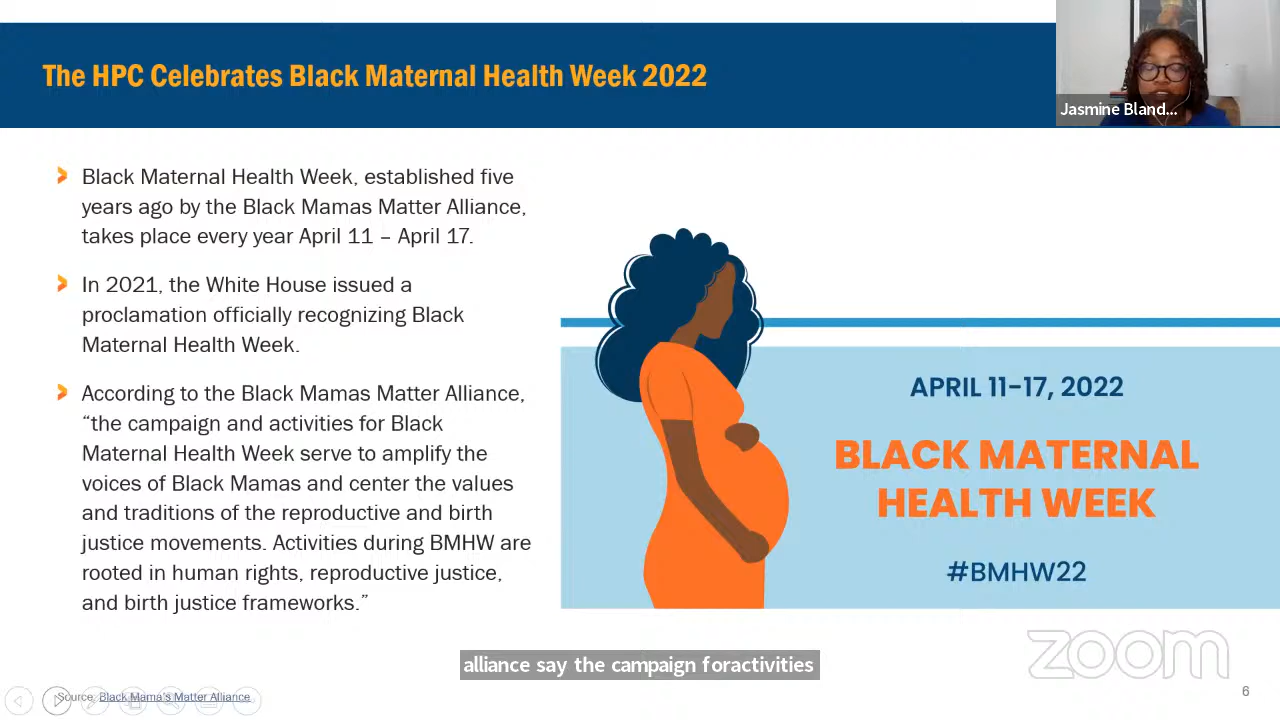 The HPC Celebrates Black Maternal Health Week 2022
Jasmine Bland...
Black Maternal Health Week, established five
years ago by the Black Mamas Matter Alliance,
takes place every year April 11 – April 17.
In 2021, the White House issued a
proclamation officially recognizing Black
Maternal Health Week.
According to the Black Mamas Matter Alliance,
“the campaign and activities for Black
Maternal Health Week serve to amplify the
voices of Black Mamas and center the values
and traditions of the reproductive and birth
justice movements. Activities during BMHW are
rooted in human rights, reproductive justice,
and birth justice frameworks.”
APRIL 11–17, 2022
BLACK MATERNAL
HEALTH WEEK
#BMHW22
alliance say the campaign foractivities
zoom
Source: Black Mama's Matter Alliance
6